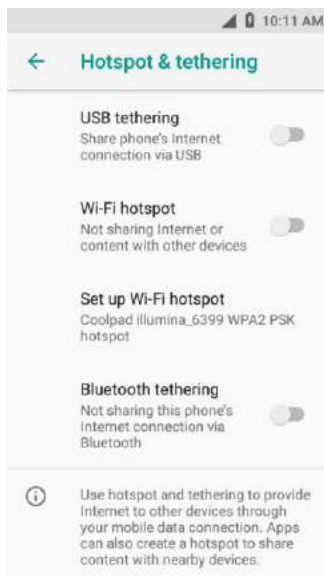 10:11 AM
Hotspot & tethering
USB tethering
Share phone's Internet
connection via USB
Wi-Fi hotspot
Not sharing Internet or
content with other devices
Set up Wi-Fi hotspot
Coolpad illumina_6399 WPA2 PSK
hotspot
Bluetooth tethering
Not sharing this phone's
Internet connection via
Bluetooth
Use hotspot and tethering to provide
Internet to other devices through
your mobile data connection. Apps
can also create a hotspot to share
content with nearby devices.